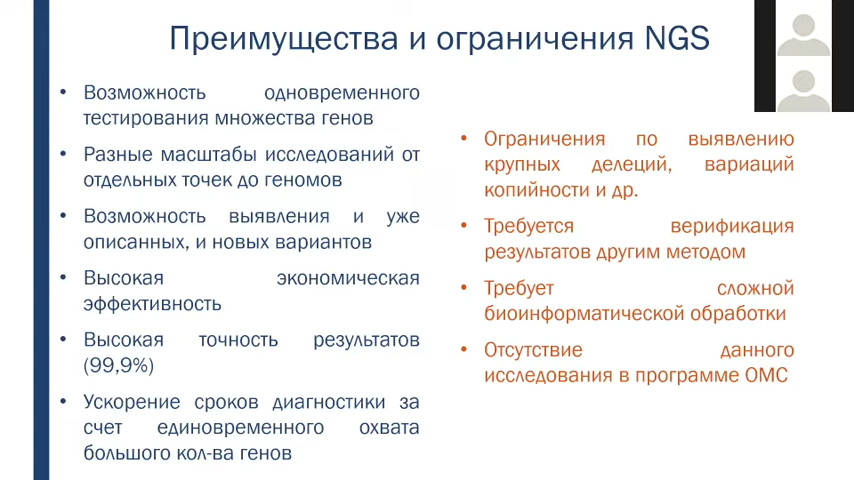 Преимущества и ограничения NGS
• Возможность одновременного
тестирования множества генов
• Разные масштабы исследований от
отдельных точек до геномов
• Возможность выявления и уже
описанных, и новых вариантов
• Высокая экономическая
эффективность
• Высокая точность результатов
(99,9%)
• Ускорение сроков диагностики за
счет единовременного охвата
большого кол-ва генов
• Ограничения по выявлению
крупных делеций, вариаций
копийности и др.
• Требуется верификация
результатов другим методом
• Требует сложной
биоинформатической обработки
• Отсутствие данного
исследования в программе ОМС